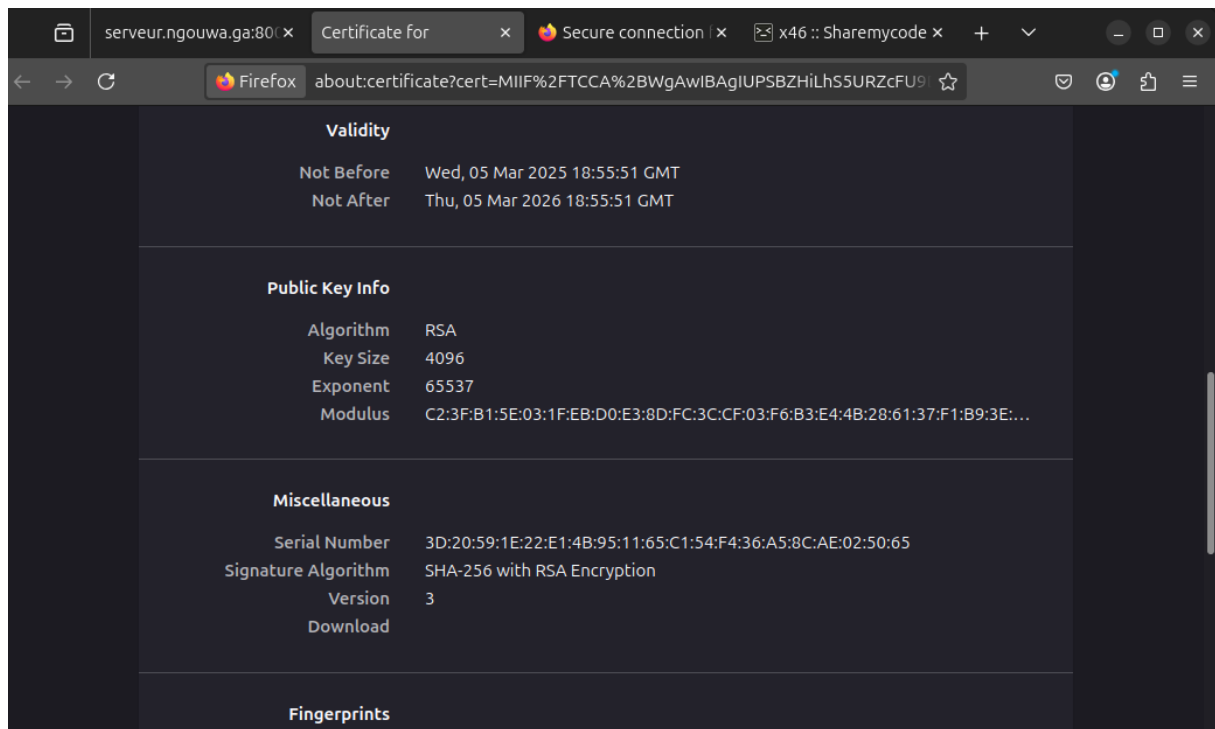 serveur.ngouwa.ga:80
Certificate for
Secure connection f
x46 :: Sharemycode
Firefox about:certificate?cert=MIIF%2FTCCA%2BWgAwIBAgIUPSBZHiLhS5URZcFU9
Validity
Not Before Wed, 05 Mar 2025 18:55:51 GMT
Not After Thu, 05 Mar 2026 18:55:51 GMT
Public Key Info
Algorithm RSA
Key Size 4096
Exponent 65537
Modulus C2:3F:B1:5E:03:1F:EB:D0:E3:8D:FC:3C:CF:03:F6:B3:E4:4B:28:61:37:F1:B9:3E:…
Miscellaneous
Serial Number 3D:20:59:1E:22:E1:4B:95:11:65:C1:54:F4:36:A5:8C:AE:02:50:65
Signature Algorithm SHA-256 with RSA Encryption
Version 3
Download
Fingerprints